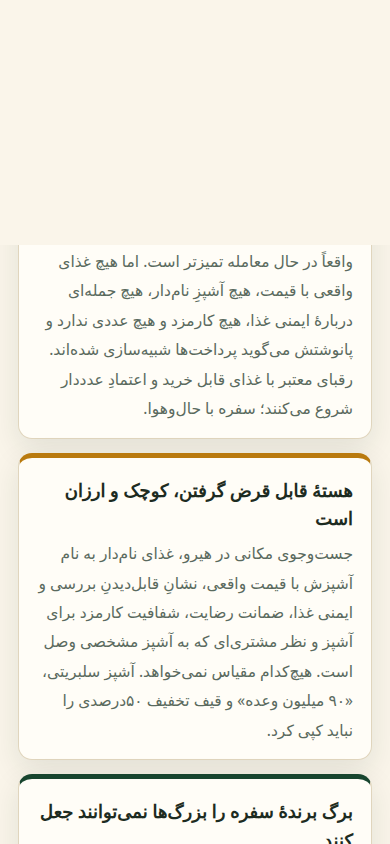 واقعاً در حال معامله تمیزتر است. اما هیچ غذای
واقعی با قیمت، هیچ آشپزِ نام‌دار، هیچ جمله‌ای
دربارهٔ ایمنی غذا، هیچ کارمزد و هیچ عددی ندارد و
پانوشتش می‌گوید پرداخت‌ها شبیه‌سازی شده‌اند.
رقبای معتبر با غذای قابل خرید و اعتمادِ عدددار
شروع می‌کنند؛ سفره با حال‌وهوا.
هستهٔ قابل قرض گرفتن، کوچک و ارزان
است
جست‌وجوی مکانی در هیرو، غذای نام‌دار به نام
آشپزش با قیمت واقعی، نشانِ قابل‌دیدنِ بررسی و
ایمنی غذا، ضمانت رضایت، شفافیت کارمزد برای
آشپز و نظر مشتری‌ای که به آشپز مشخصی وصل
است. هیچ‌کدام مقیاس نمی‌خواهد. آشپز سلبریتی،
«۹۰ میلیون وعده» و قیف تخفیف ۵۰درصدی را
نباید کپی کرد.
برگ برندهٔ سفره را بزرگ‌ها نمی‌توانند جعل
کنند